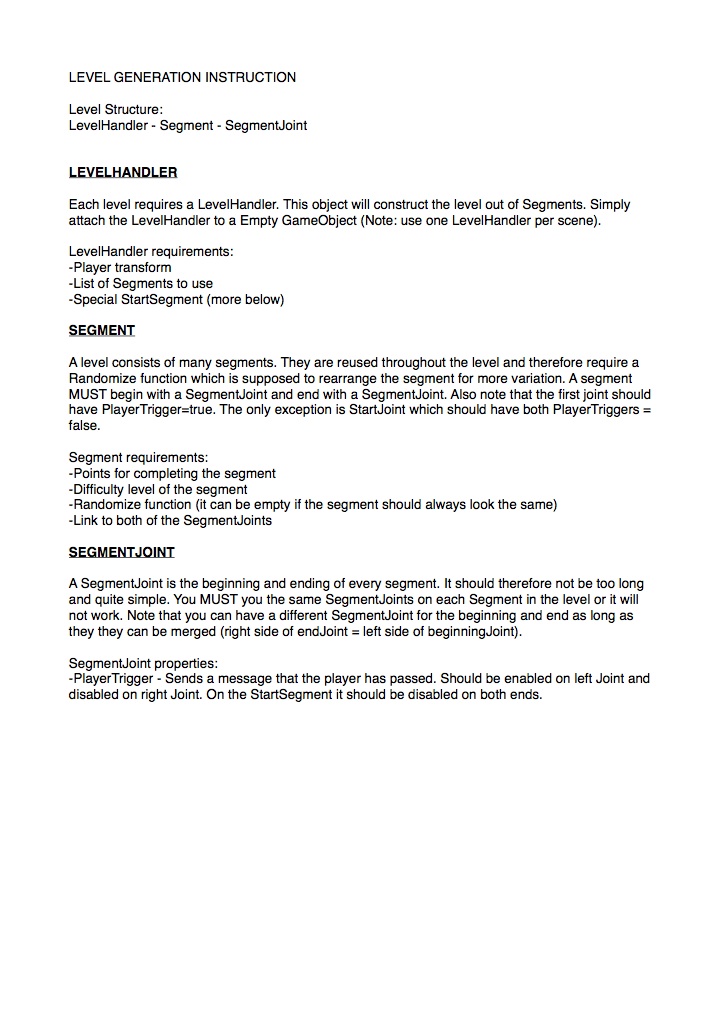 LEVEL GENERATION INSTRUCTION
Level Structure:
LevelHandler - Segment - SegmentJoint
LEVELHANDLER
Each level requires a LevelHandler. This object will construct the level out of Segments. Simply
attach the LevelHandler to a Empty GameObject (Note: use one LevelHandler per scene).
LevelHandler requirements:
-Player transform
-List of Segments to use
-Special StartSegment (more below)
SEGMENT
A level consists of many segments. They are reused throughout the level and therefore require a
Randomize function which is supposed to rearrange the segment for more variation. A segment
MUST begin with a SegmentJoint and end with a SegmentJoint. Also note that the first joint should
have PlayerTrigger=true. The only exception is StartJoint which should have both PlayerTriggers =
false.
Segment requirements:
-Points for completing the segment
-Difficulty level of the segment
-Randomize function (it can be empty if the segment should always look the same)
-Link to both of the SegmentJoints
SEGMENTJOINT
A SegmentJoint is the beginning and ending of every segment. It should therefore not be too long
and quite simple. You MUST you the same SegmentJoints on each Segment in the level or it will
not work. Note that you can have a different SegmentJoint for the beginning and end as long as
they they can be merged (right side of endJoint = left side of beginningJoint).
SegmentJoint properties:
-PlayerTrigger - Sends a message that the player has passed. Should be enabled on left Joint and
disabled on right Joint. On the StartSegment it should be disabled on both ends.